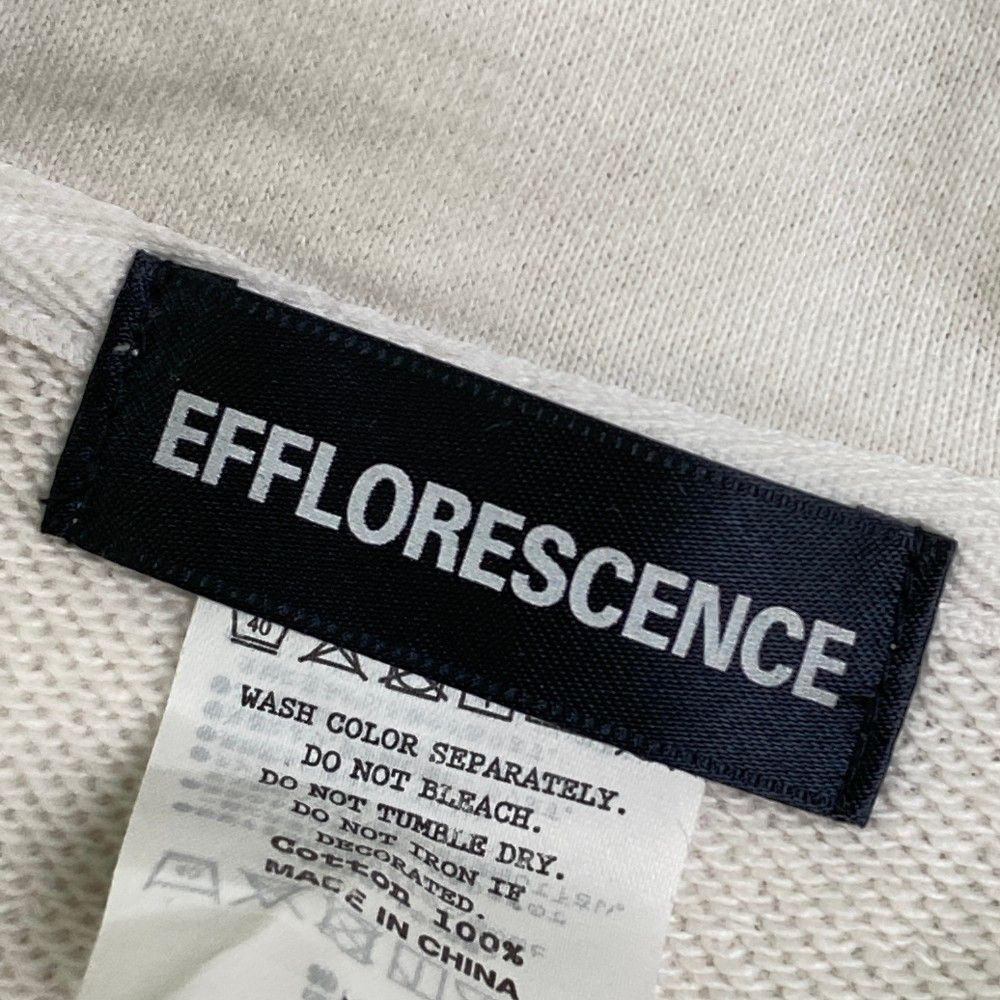 EFFLORESCENCE
40
WASH COLOR SEPARATELY.
DO NOT BLEACH.
DO NOT TUMBLE DRY.
DO NOT IRON IF
DECORATED.
Cotton 100%
MADE IN CHINA